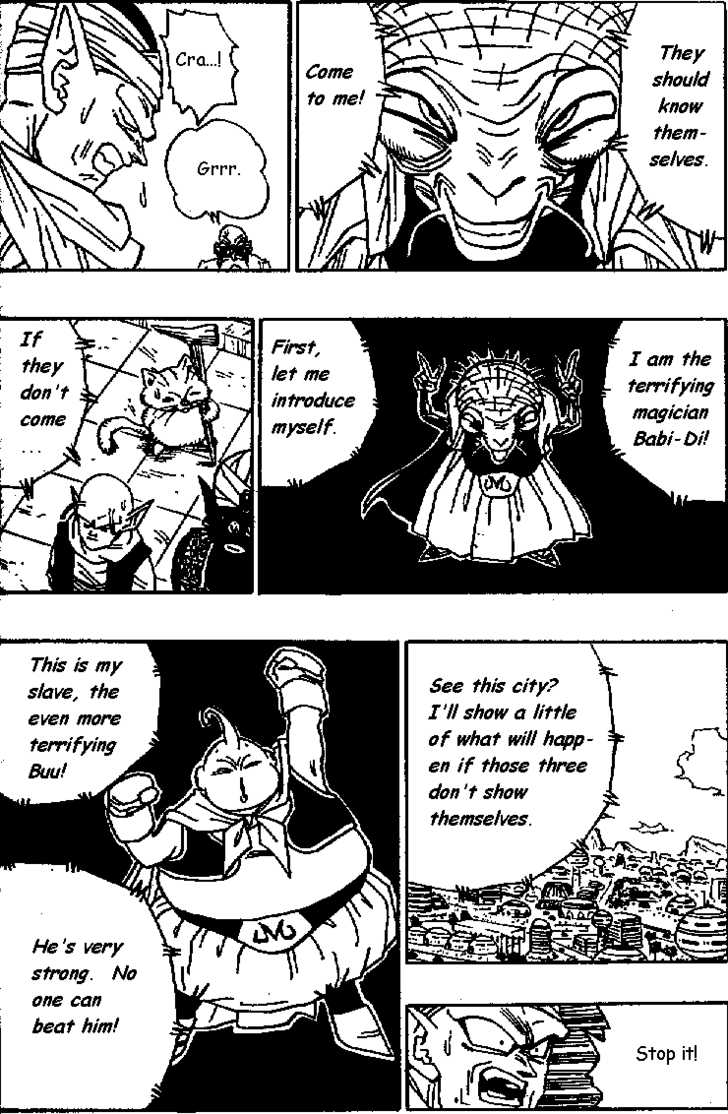 Cra...!
Grrr.
Come
to me!
They
should
know
them-
selves.
If
they
don't
come
...
First,
let me
introduce
myself.
I am the
terrifying
magician
Babi-Di!
This is my
slave, the
even more
terrifying
Buu!
He's very
strong. No
one can
beat him!
See this city?
I'll show a little
of what will happ-
en if those three
don't show
themselves.
Stop it!